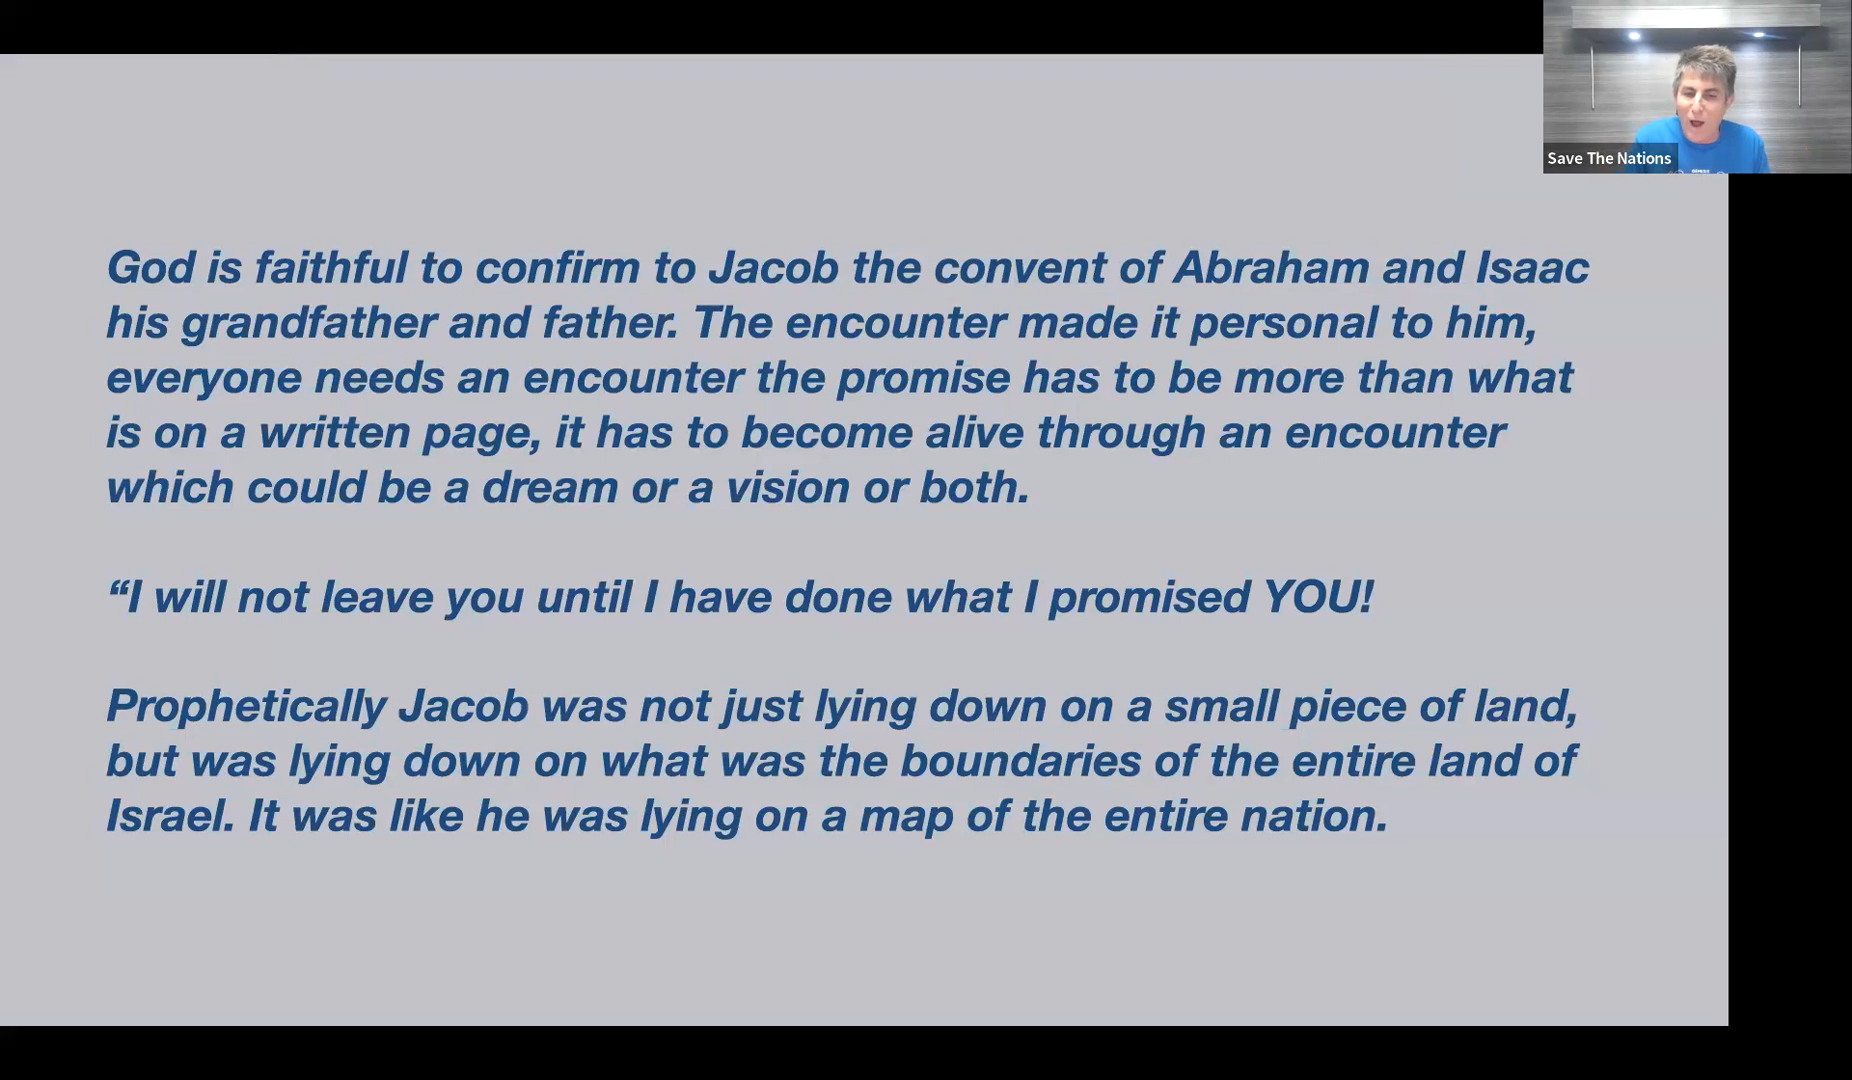 Save The Nations
God is faithful to confirm to Jacob the convent of Abraham and Isaac
his grandfather and father. The encounter made it personal to him,
everyone needs an encounter the promise has to be more than what
is on a written page, it has to become alive through an encounter
which could be a dream or a vision or both.
“I will not leave you until I have done what I promised YOU!
Prophetically Jacob was not just lying down on a small piece of land,
but was lying down on what was the boundaries of the entire land of
Israel. It was like he was lying on a map of the entire nation.